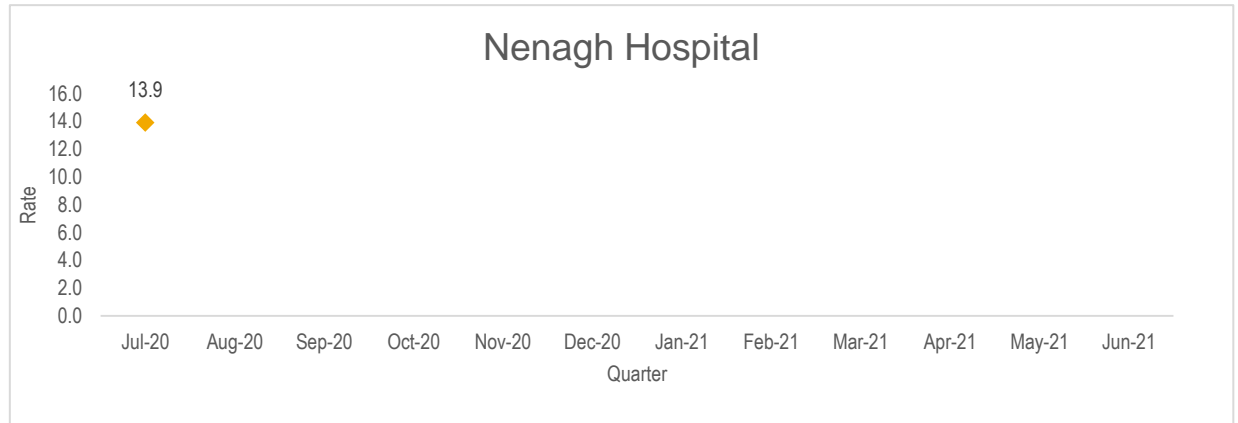 Nenagh Hospital
13.9
16.0
14.0
12.0
10.0
8.0
6.0
4.0
2.0
0.0
Rate
Jul-20 Aug-20 Sep-20 Oct-20 Nov-20 Dec-20 Jan-21 Feb-21 Mar-21 Apr-21 May-21 Jun-21
Quarter